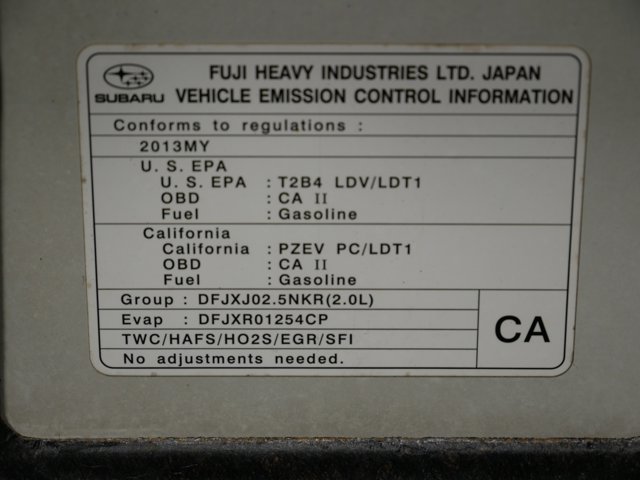 FUJI HEAVY INDUSTRIES LTD. JAPAN
SUBARU VEHICLE EMISSION CONTROL INFORMATION
Conforms to regulations :
2013MY
U. S. EPA
U. S. EPA : T2B4 LDV/LDT1
OBD : CA II
Fuel : Gasoline
California
California : PZEV PC/LDT1
OBD : CA II
Fuel : Gasoline
Group : DFJXJ02.5NKR(2.0L)
Evap : DFJXR01254CP
TWC/HAFS/HO2S/EGR/SFI
No adjustments needed.
CA